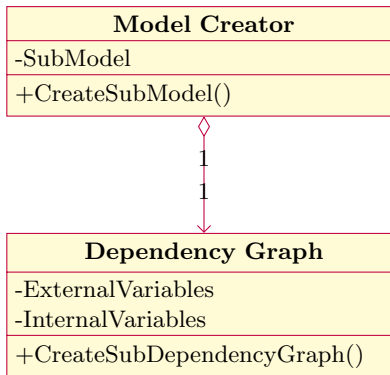 Model Creator
-SubModel
+CreateSubModel()
1
1
Dependency Graph
-ExternalVariables
-InternalVariables
+CreateSubDependencyGraph()